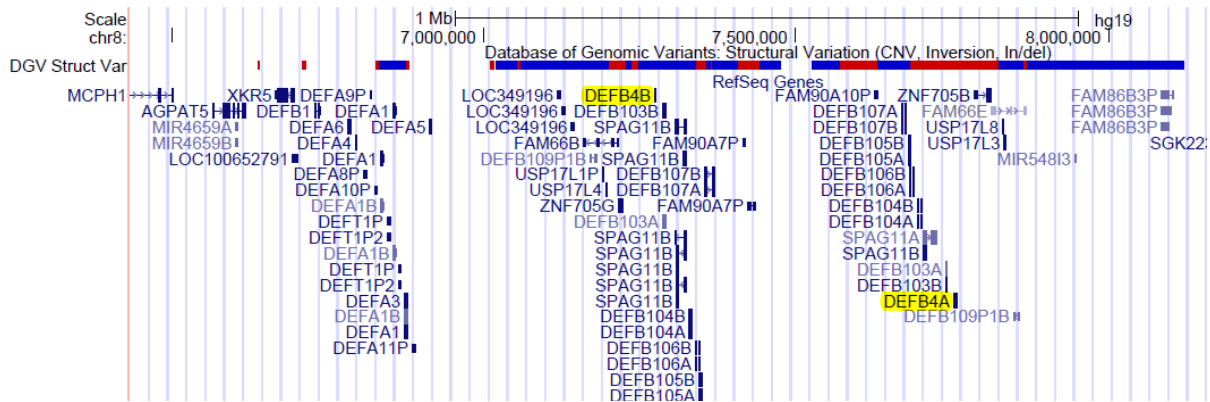 Scale 1 Mb hg19
chr8: 7,000,000 7,500,000 8,000,000
Database of Genomic Variants: Structural Variation (CNV, Inversion, In/del)
DGV Struct Var
RefSeq Genes
MCPH1 XKR5 DEFA9P LOC349196 DEFB4B FAM90A10P ZNF705B FAM86B3P
AGPAT5 DEFB1 DEFA1 LOC349196 DEFB103B DEFB107A FAM66E FAM86B3P
MIR4659A DEFA6 DEFA5 LOC349196 SPAG11B DEFB107B USP17L8 FAM86B3P
MIR4659B DEFA4 FAM66B FAM90A7P DEFB105B USP17L3 SGK223
LOC100652791 DEFA1 DEFB109P1B SPAG11B DEFB105A MIR548I3
DEFA8P USP17L1P DEFB107B DEFB106B
DEFA10P USP17L4 DEFB107A DEFB106A
DEFA1B ZNF705G FAM90A7P DEFB104B
DEFT1P DEFB103A DEFB104A
DEFT1P2 SPAG11B SPAG11A
DEFA1B SPAG11B SPAG11B
DEFT1P SPAG11B DEFB103A
DEFT1P2 SPAG11B DEFB103B
DEFA3 SPAG11B DEFB4A
DEFA1B DEFB104B DEFB109P1B
DEFA1 DEFB104A
DEFA11P DEFB106B
DEFB106A
DEFB105B
DEFB105A